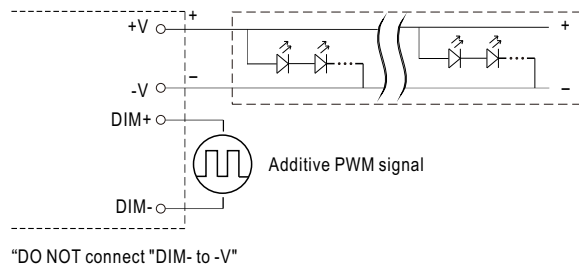 +V
+
+
-V
−
−
DIM+
Additive PWM signal
DIM-
“DO NOT connect "DIM- to -V"